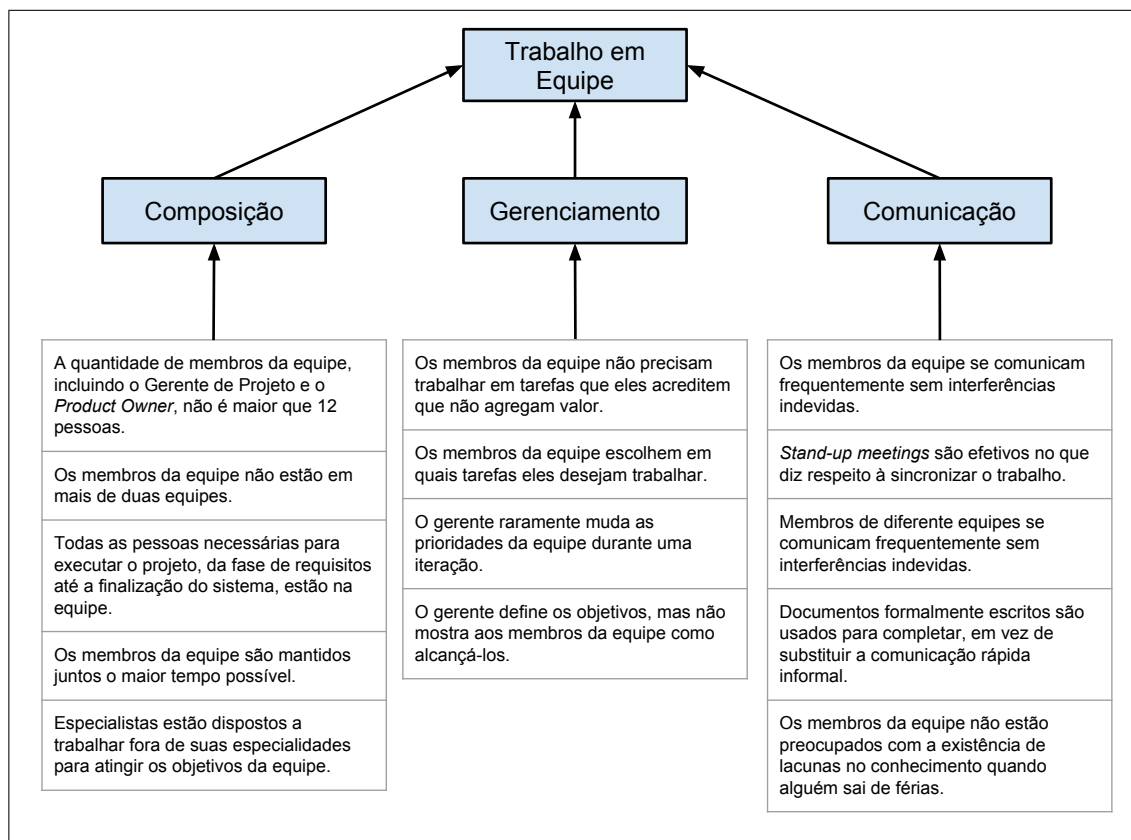 Trabalho em
Equipe
Composição
Gerenciamento
Comunicação
A quantidade de membros da equipe,
incluindo o Gerente de Projeto e o
Product Owner, não é maior que 12
pessoas.
Os membros da equipe não estão em
mais de duas equipes.
Todas as pessoas necessárias para
executar o projeto, da fase de requisitos
até a finalização do sistema, estão na
equipe.
Os membros da equipe são mantidos
juntos o maior tempo possível.
Especialistas estão dispostos a
trabalhar fora de suas especialidades
para atingir os objetivos da equipe.
Os membros da equipe não precisam
trabalhar em tarefas que eles acreditem
que não agregam valor.
Os membros da equipe escolhem em
quais tarefas eles desejam trabalhar.
O gerente raramente muda as
prioridades da equipe durante uma
iteração.
O gerente define os objetivos, mas não
mostra aos membros da equipe como
alcançá-los.
Os membros da equipe se comunicam
frequentemente sem interferências
indevidas.
Stand-up meetings são efetivos no que
diz respeito à sincronizar o trabalho.
Membros de diferente equipes se
comunicam frequentemente sem
interferências indevidas.
Documentos formalmente escritos são
usados para completar, em vez de
substituir a comunicação rápida
informal.
Os membros da equipe não estão
preocupados com a existência de
lacunas no conhecimento quando
alguém sai de férias.